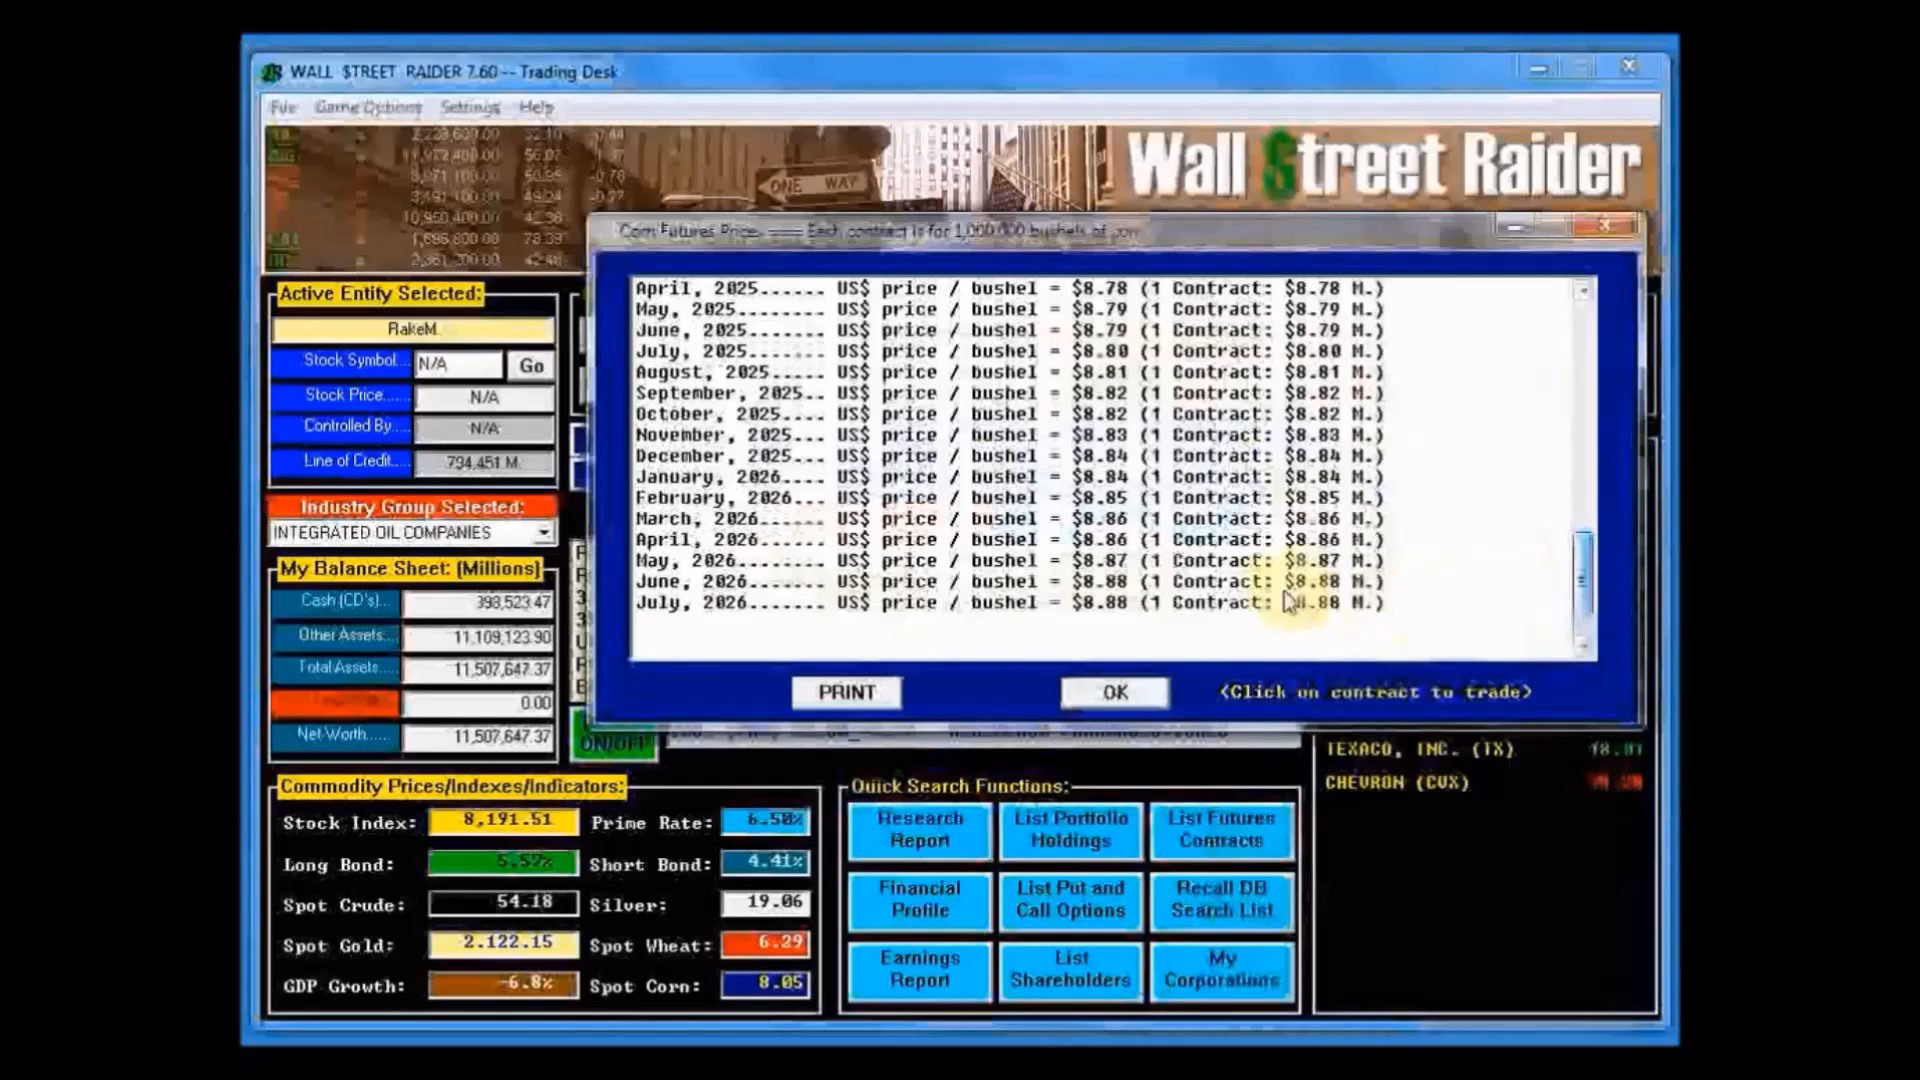 WALL $TREET RAIDER 7.60 -- Trading Desk
File Game Options Settings Help
ONE WAY
Wall $treet Raider
Corn Futures Prices ==== Each contract is for 1,000,000 bushels of corn
Active Entity Selected:
RakeM
Stock Symbol... N/A Go
Stock Price...... N/A
Controlled By.... N/A
Line of Credit.... 794,451 M.
Industry Group Selected:
INTEGRATED OIL COMPANIES
My Balance Sheet: (Millions)
Cash (CD's)... 398,523.47
Other Assets... 11,109,123.90
Total Assets.... 11,507,647.37
0.00
Net Worth...... 11,507,647.37
April, 2025...... US$ price / bushel = $8.78 (1 Contract: $8.78 M.)
May, 2025........ US$ price / bushel = $8.79 (1 Contract: $8.79 M.)
June, 2025....... US$ price / bushel = $8.79 (1 Contract: $8.79 M.)
July, 2025....... US$ price / bushel = $8.80 (1 Contract: $8.80 M.)
August, 2025..... US$ price / bushel = $8.81 (1 Contract: $8.81 M.)
September, 2025.. US$ price / bushel = $8.82 (1 Contract: $8.82 M.)
October, 2025.... US$ price / bushel = $8.82 (1 Contract: $8.82 M.)
November, 2025... US$ price / bushel = $8.83 (1 Contract: $8.83 M.)
December, 2025... US$ price / bushel = $8.84 (1 Contract: $8.84 M.)
January, 2026.... US$ price / bushel = $8.84 (1 Contract: $8.84 M.)
February, 2026... US$ price / bushel = $8.85 (1 Contract: $8.85 M.)
March, 2026...... US$ price / bushel = $8.86 (1 Contract: $8.86 M.)
April, 2026...... US$ price / bushel = $8.86 (1 Contract: $8.86 M.)
May, 2026........ US$ price / bushel = $8.87 (1 Contract: $8.87 M.)
June, 2026....... US$ price / bushel = $8.88 (1 Contract: $8.88 M.)
July, 2026....... US$ price / bushel = $8.88 (1 Contract: $8.88 M.)
PRINT OK <Click on contract to trade>
ON/OFF
TEXACO, INC. (TX)
CHEVRON (CVX)
Commodity Prices/Indexes/Indicators:
Stock Index: 8,191.51 Prime Rate: 6.50%
Long Bond: 5.57% Short Bond: 4.41%
Spot Crude: 54.18 Silver: 19.06
Spot Gold: 2,122.15 Spot Wheat: 6.29
GDP Growth: -6.8% Spot Corn: 8.05
Quick Search Functions:
Research Report
List Portfolio Holdings
List Futures Contracts
Financial Profile
List Put and Call Options
Recall DB Search List
Earnings Report
List Shareholders
My Corporations